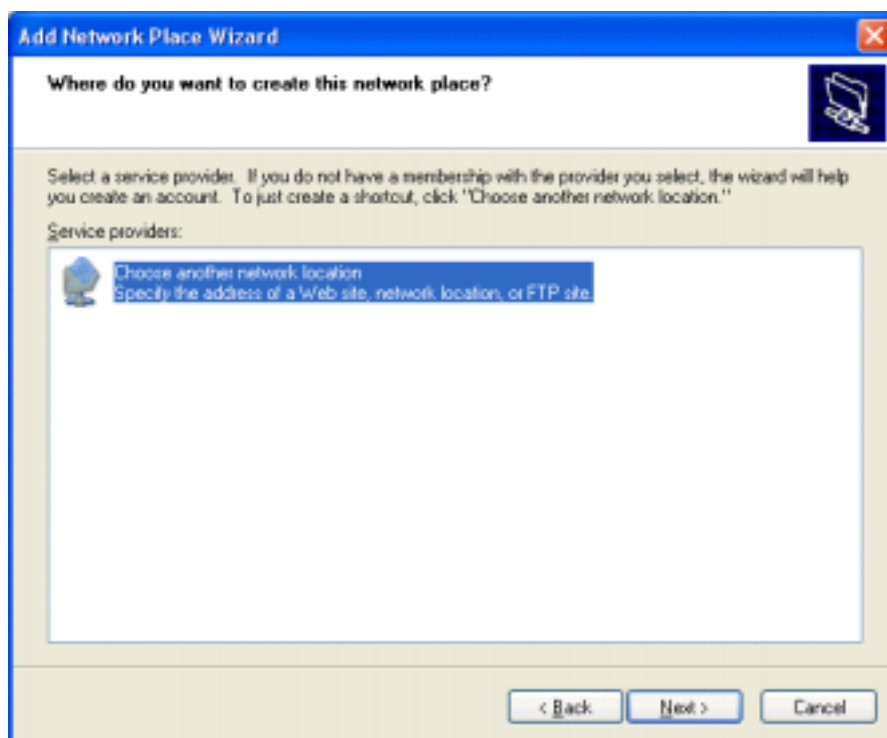 Add Network Place Wizard
Where do you want to create this network place?
Select a service provider. If you do not have a membership with the provider you select, the wizard will help
you create an account. To just create a shortcut, click "Choose another network location."
Service providers:
Choose another network location
Specify the address of a Web site, network location, or FTP site.
< Back
Next >
Cancel